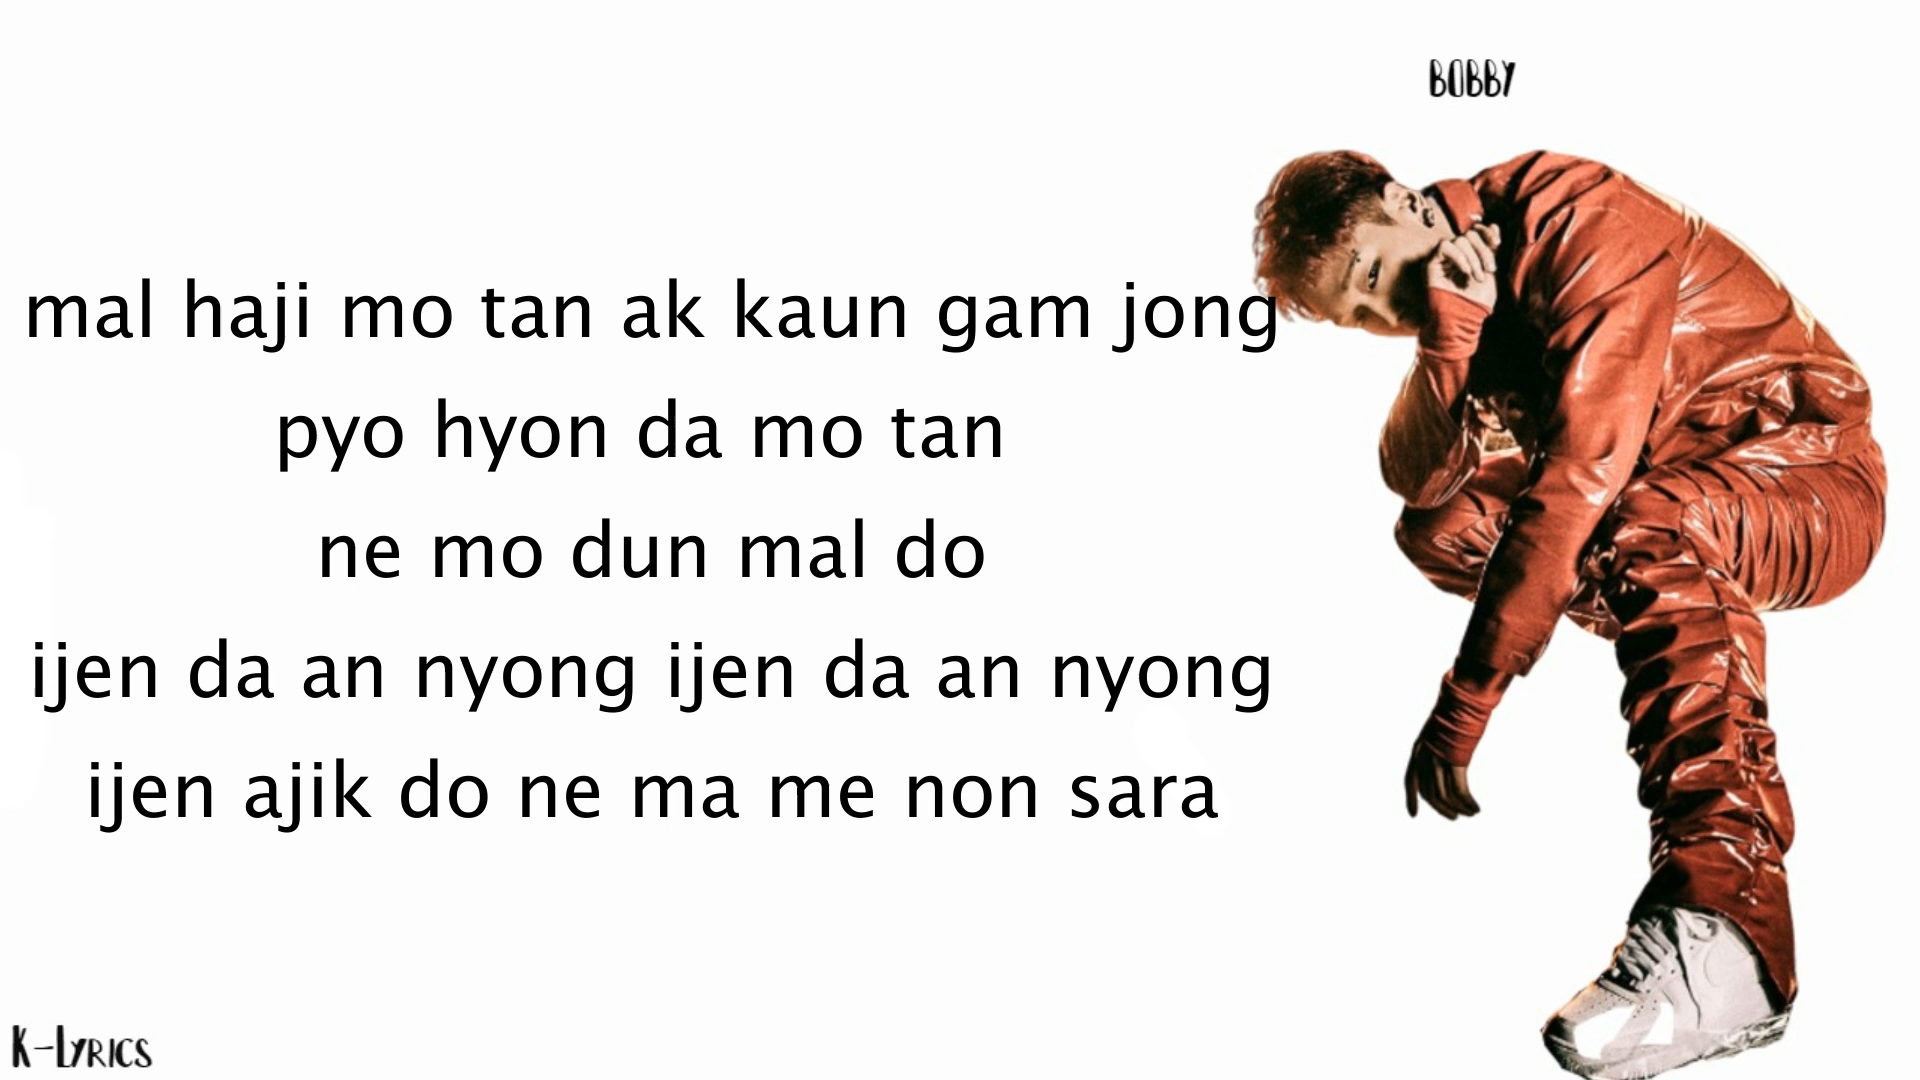 BOBBY
mal haji mo tan ak kaun gam jong
pyo hyon da mo tan
ne mo dun mal do
ijen da an nyong ijen da an nyong
ijen ajik do ne ma me non sara
K-LYRICS